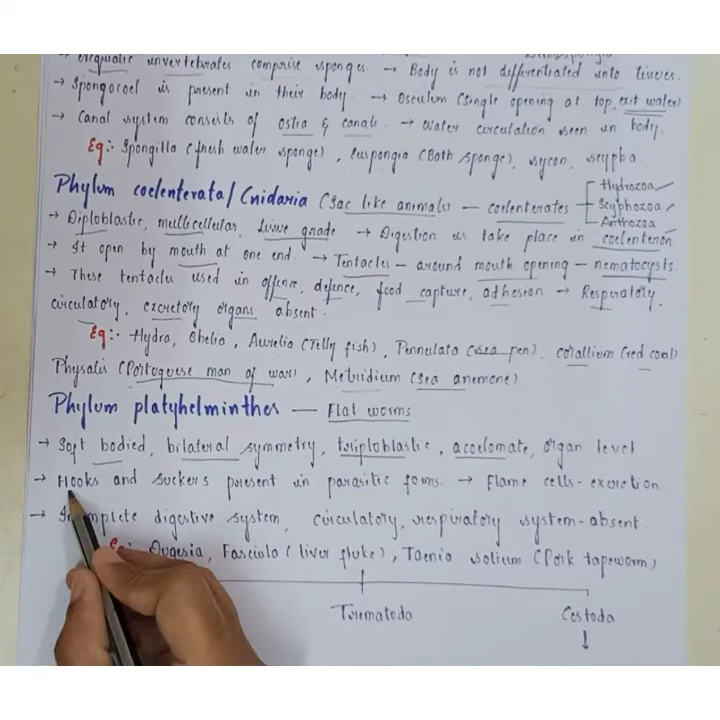 → Aquatic invertebrates comprise sponges. → Body is not differentiated into tissues.
→ Spongocoel is present in their body. → Osculum (Single opening at top, exit water)
→ Canal system consists of ostia & canals → Water circulation seen in body.
Eg:- Spongilla (fresh water sponge), Euspongia (Bath sponge), sycon, scypha.
Phylum coelenterata/Cnidaria (Sac like animals) — coelenterates
Hydrozoa
Scyphozoa
Anthozoa
→ Diploblastic, multicellular, tissue grade → Digestion is take place in coelenteron
→ It open by mouth at one end. → Tentacles - around mouth opening - nematocysts
→ These tentacles used in offence, defence, food capture, adhesion → Respiratory,
circulatory, excretory organs absent.
Eg:- Hydra, Obelia, Aurelia (Jelly fish), Pennulata (sea pen), corallium (red coal)
Physalis (Portoguese man of war), Metridium (Sea anemone)
Phylum platyhelminthes — Flat worms
→ Soft bodied, bilateral symmetry, triploblastic, acoelomate, organ level
→ Hooks and suckers present in parasitic forms. → Flame cells - excretion
→ digestive system, circulatory, respiratory system - absent.
Dugesia, Fasciola (liver fluke), Taenia solium (Pork tapeworm)
Trematoda Cestoda
↓